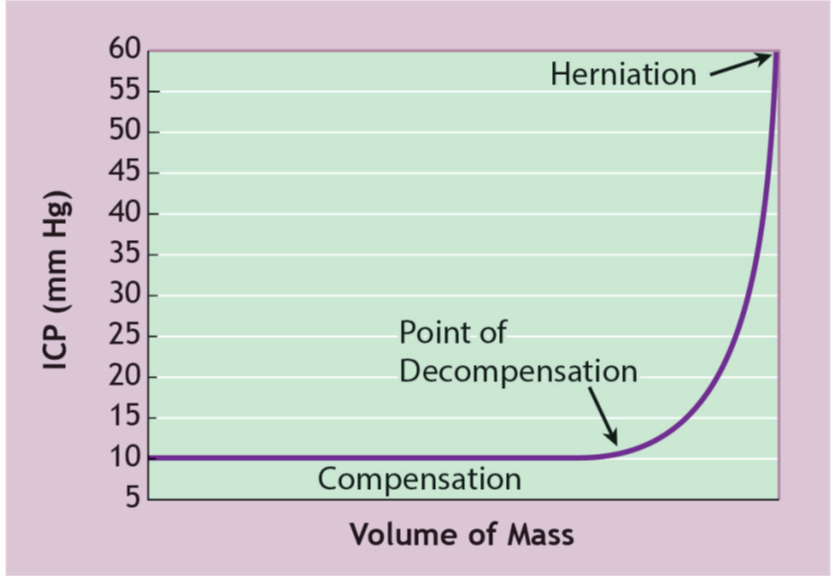 60
Herniation
55
50
45
40
35
30
25
20
15
10
5
ICP (mm Hg)
Point of
Decompensation
Compensation
Volume of Mass